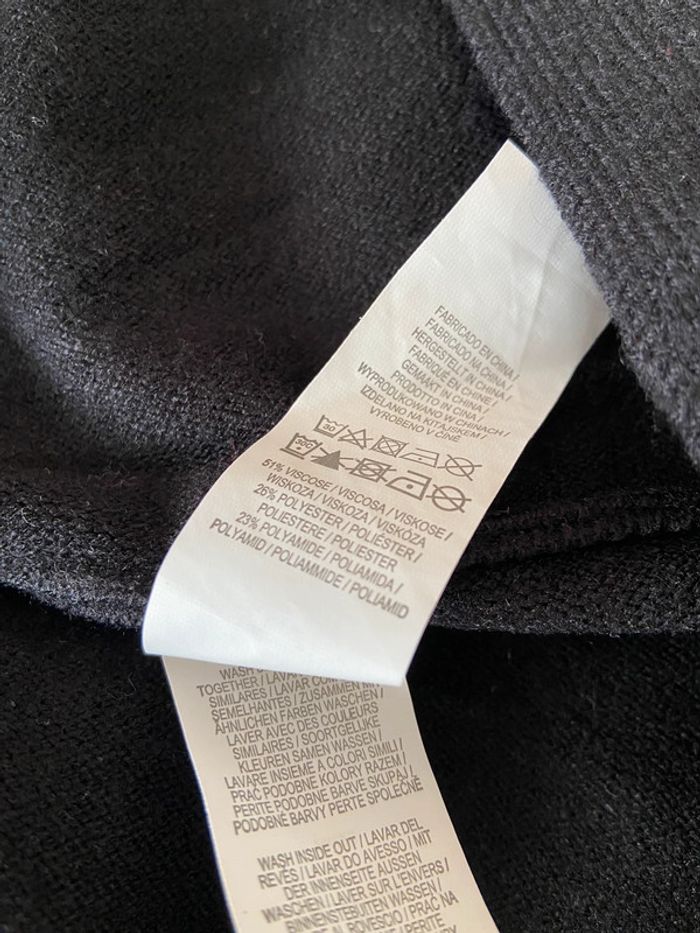 FABRICADO EN CHINA/
FABRICADO NA CHINA/
HERGESTELLT IN CHINA/
FABRIQUÉ EN CHINE/
GEMAAKT IN CHINA/
PRODOTTO IN CINA/
WYPRODUKOWANO W CHINACH/
IZDELANO NA KITAJSKEM/
VYROBENO V ČÍNĚ
30
30C
51% VISCOSE / VISCOSA / VISKOSE /
WISKOZA / VISKOZA / VISKÓZA
26% POLYESTER / POLIÉSTER /
POLIESTERE / POLIESTER
23% POLYAMIDE / POLIAMIDA /
POLYAMID / POLIAMMIDE / POLIAMID
WASH
TOGETHER / LAVAR
SIMILARES / LAVAR COM
SEMELHANTES / ZUSAMMEN MIT
ÄHNLICHEN FARBEN WASCHEN /
LAVER AVEC DES COULEURS
SIMILAIRES / SOORTGELIJKE
KLEUREN SAMEN WASSEN /
LAVARE INSIEME A COLORI SIMILI /
PRAĆ PODOBNE KOLORY RAZEM /
PERITE PODOBNE BARVE SKUPAJ /
PODOBNÉ BARVY PERTE SPOLEČNĚ
WASH INSIDE OUT / LAVAR DEL
REVÉS / LAVAR DO AVESSO / MIT
DER INNENSEITE AUSSEN
WASCHEN / LAVER SUR L'ENVERS /
BINNENSTEBUTEN WASSEN /
AL ROVESCIO / PRAĆ NA